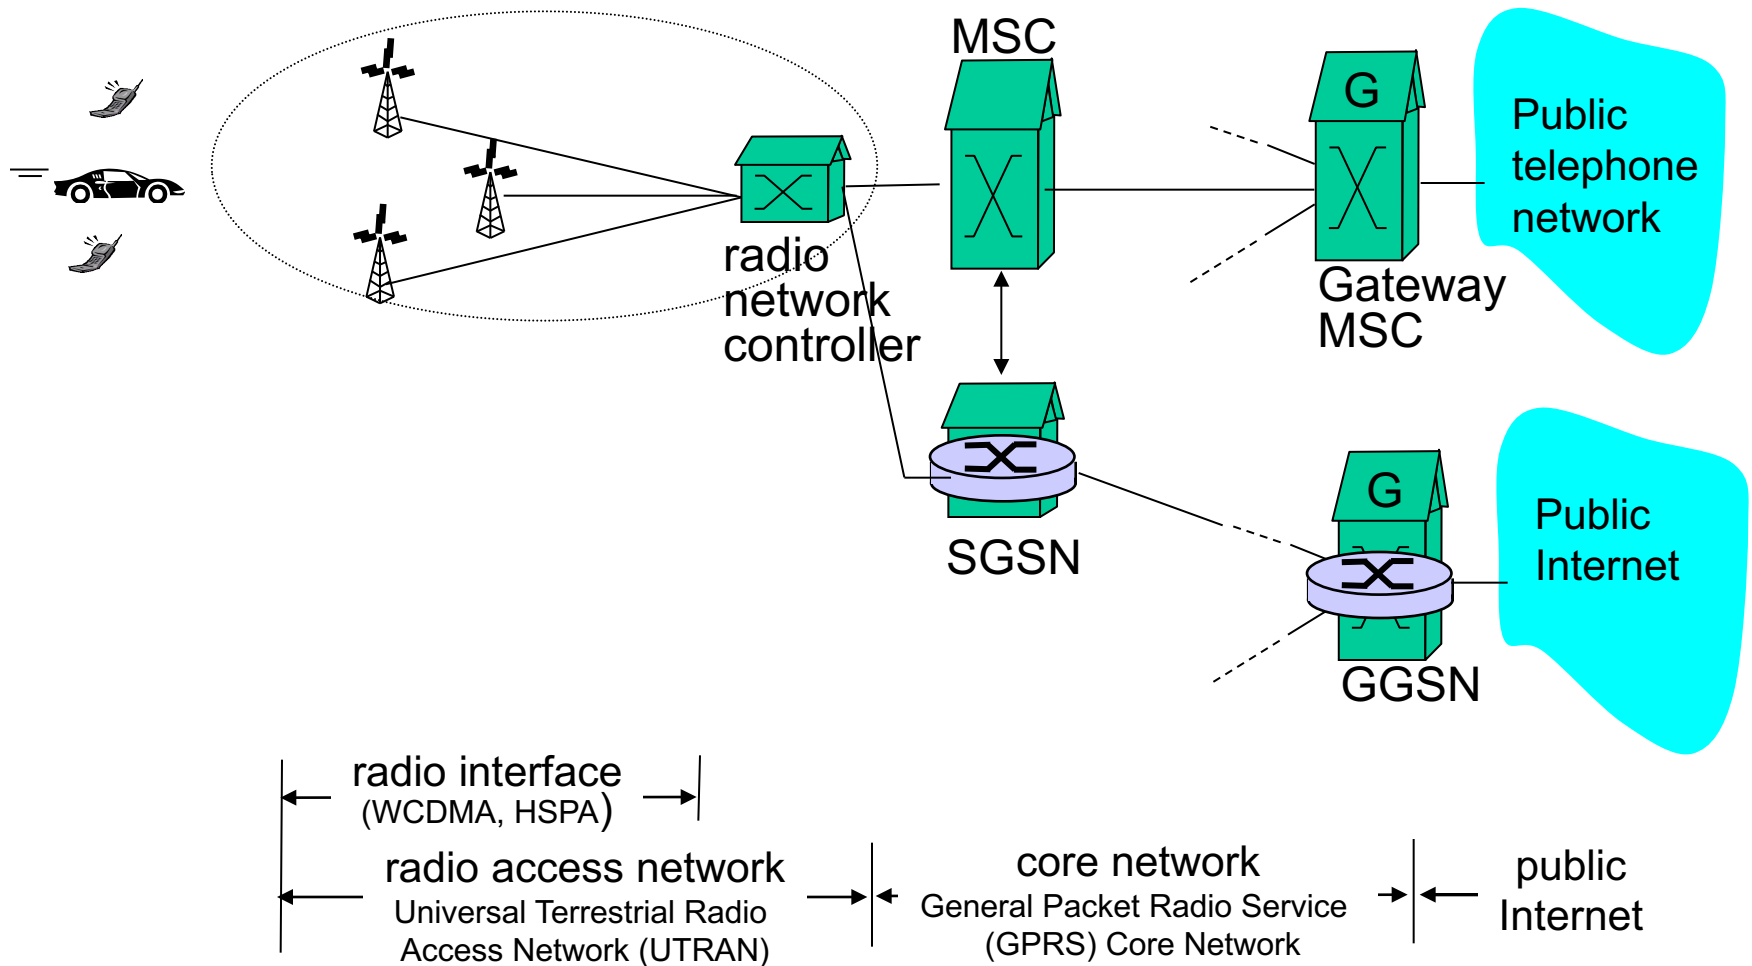 MSC
G
Public
telephone
network
radio
network
controller
Gateway
MSC
G
Public
Internet
SGSN
GGSN
radio interface
(WCDMA, HSPA)
radio access network
Universal Terrestrial Radio
Access Network (UTRAN)
core network
General Packet Radio Service
(GPRS) Core Network
public
Internet